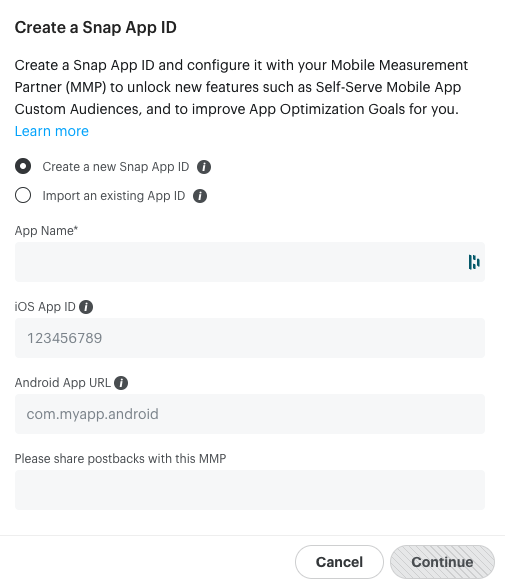 Create a Snap App ID
Create a Snap App ID and configure it with your Mobile Measurement
Partner (MMP) to unlock new features such as Self-Serve Mobile App
Custom Audiences, and to improve App Optimization Goals for you.
Learn more
Create a new Snap App ID
Import an existing App ID
App Name*
iOS App ID
123456789
Android App URL
com.myapp.android
Please share postbacks with this MMP
Cancel
Continue